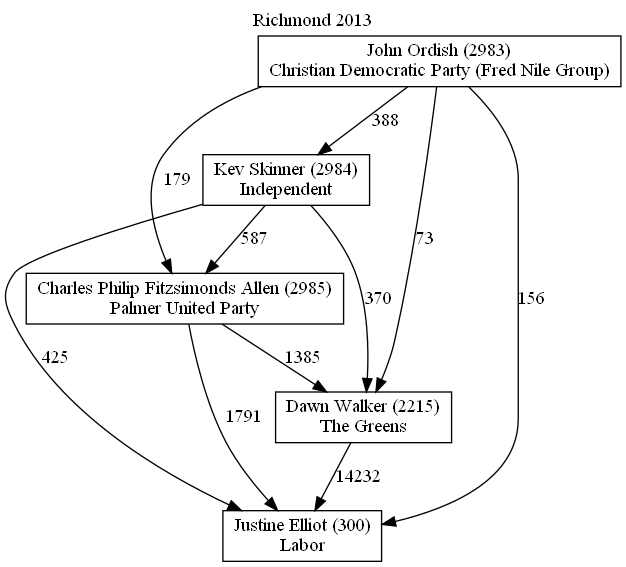 Richmond 2013
John Ordish (2983)
Christian Democratic Party (Fred Nile Group)
388
179
Kev Skinner (2984)
Independent
587
73
370
156
Charles Philip Fitzsimonds Allen (2985)
Palmer United Party
425
1385
1791
Dawn Walker (2215)
The Greens
14232
Justine Elliot (300)
Labor